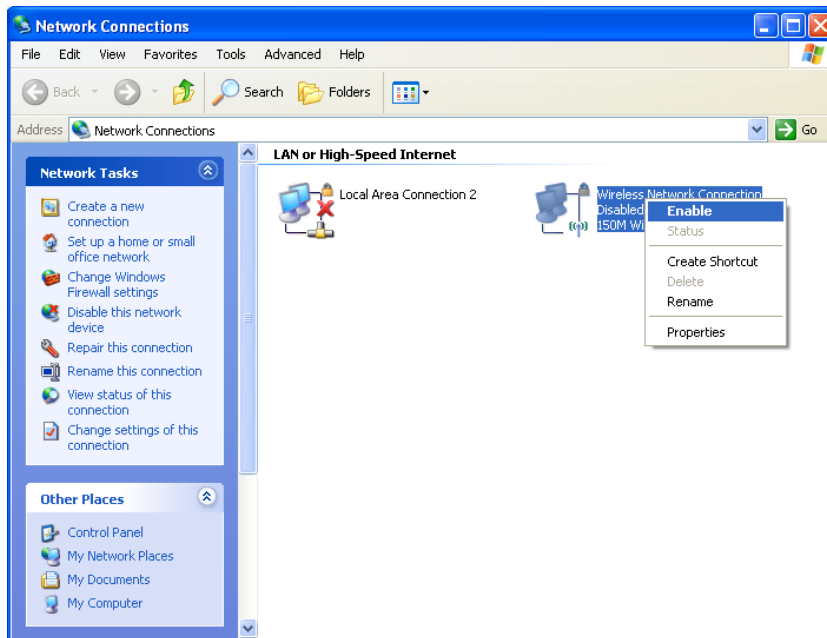 Network Connections
File Edit View Favorites Tools Advanced Help
Back Search Folders
Address Network Connections Go
Network Tasks
Create a new
connection
Set up a home or small
office network
Change Windows
Firewall settings
Disable this network
device
Repair this connection
Rename this connection
View status of this
connection
Change settings of this
connection
Other Places
Control Panel
My Network Places
My Documents
My Computer
LAN or High-Speed Internet
Local Area Connection 2
Wireless Network Connection
Disabled
150M Wi
Enable
Status
Create Shortcut
Delete
Rename
Properties